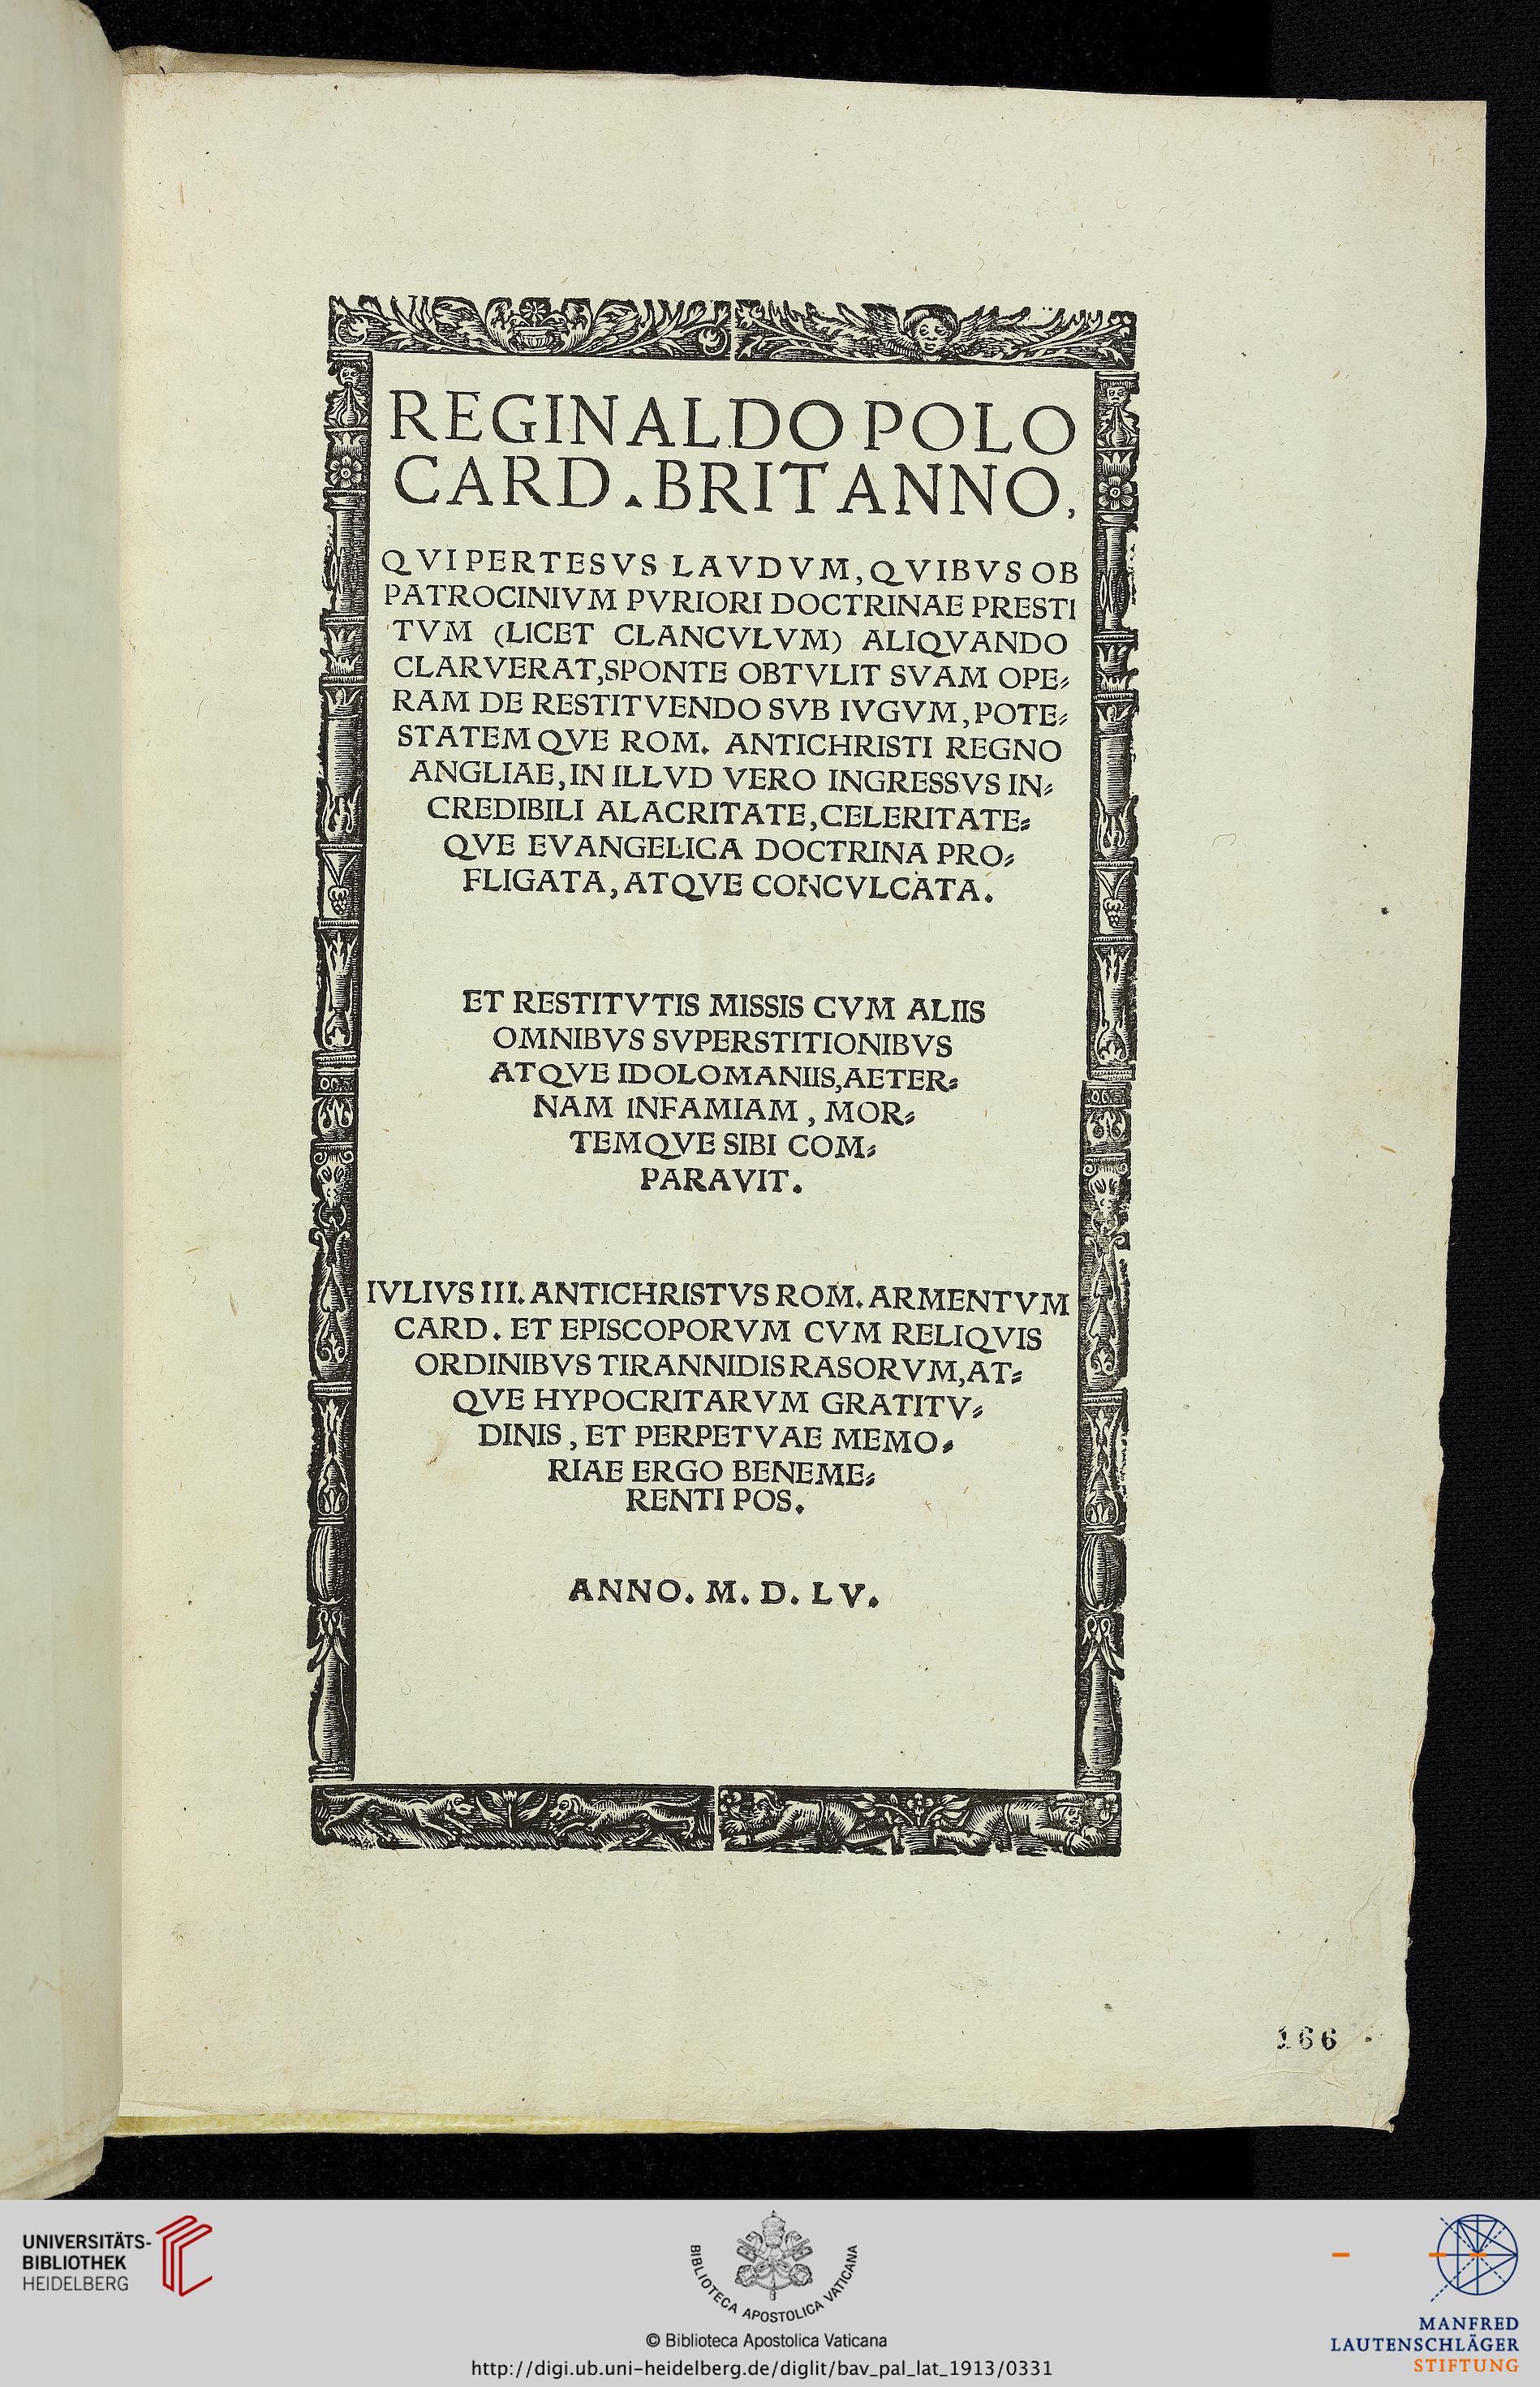 REGINALDO POLO
CARD. BRITANNO,
QVI PERTESVS LAVDVM, QVIBVS OB
PATROCINIVM PVRIORI DOCTRINAE PRESTI
TVM (LICET CLANCVLVM) ALIQVANDO
CLARVERAT, SPONTE OBTVLIT SVAM OPE⸗
RAM DE RESTITVENDO SVB IVGVM, POTE⸗
STATEMQVE ROM. ANTICHRISTI REGNO
ANGLIAE, IN ILLVD VERO INGRESSVS IN⸗
CREDIBILI ALACRITATE, CELERITATE⸗
QVE EVANGELICA DOCTRINA PRO⸗
FLIGATA, ATQVE CONCVLCATA.
ET RESTITVTIS MISSIS CVM ALIIS
OMNIBVS SVPERSTITIONIBVS
ATQVE IDOLOMANIIS, AETER⸗
NAM INFAMIAM, MOR⸗
TEMQVE SIBI COM⸗
PARAVIT.
IVLIVS III. ANTICHRISTVS ROM. ARMENTVM
CARD. ET EPISCOPORVM CVM RELIQVIS
ORDINIBVS TIRANNIDIS RASORVM, AT⸗
QVE HYPOCRITARVM GRATITV⸗
DINIS, ET PERPETVAE MEMO⸗
RIAE ERGO BENEME⸗
RENTI POS.
ANNO. M. D. LV.
166
UNIVERSITÄTS-
BIBLIOTHEK
HEIDELBERG
BIBLIOTECA APOSTOLICA VATICANA
© Biblioteca Apostolica Vaticana
http://digi.ub.uni-heidelberg.de/diglit/bav_pal_lat_1913/0331
MANFRED
LAUTENSCHLÄGER
STIFTUNG